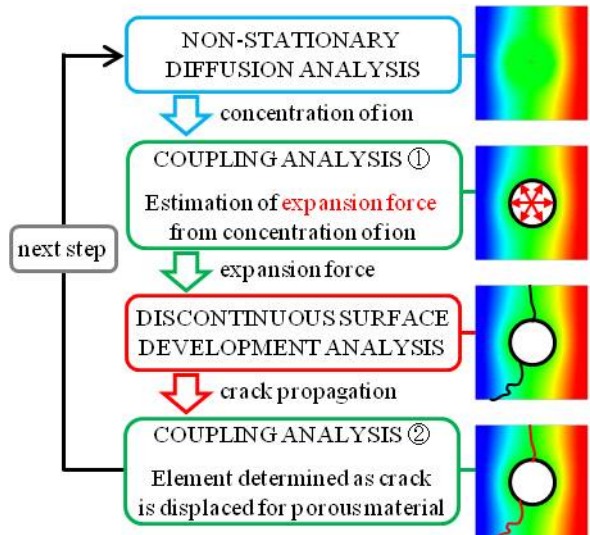 NON-STATIONARY
DIFFUSION ANALYSIS
concentration of ion
COUPLING ANALYSIS ①
Estimation of expansion force
from concentration of ion
next step
expansion force
DISCONTINUOUS SURFACE
DEVELOPMENT ANALYSIS
crack propagation
COUPLING ANALYSIS ②
Element determined as crack
is displaced for porous material